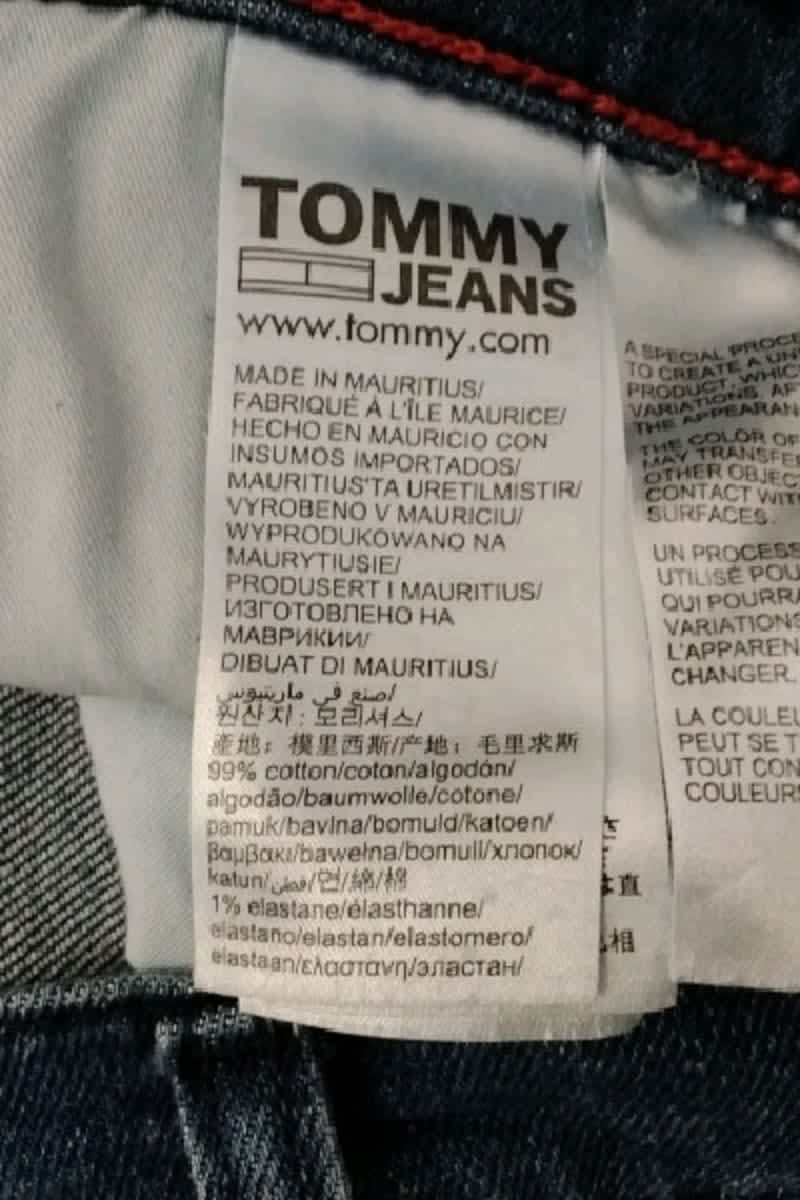 TOMMY
JEANS
www.tommy.com
MADE IN MAURITIUS/
FABRIQUÉ À L'ÎLE MAURICE/
HECHO EN MAURICIO CON
INSUMOS IMPORTADOS/
MAURITIUS'TA URETILMISTIR/
VYROBENO V MAURICIU/
WYPRODUKOWANO NA
MAURYTIUSIE/
PRODUSERT I MAURITIUS/
ИЗГОТОВЛЕНО НА
МАВРИКИИ/
DIBUAT DI MAURITIUS/
صنع في مارينيوس/
원산지: 모리셔스/
產地: 模里西斯/产地: 毛里求斯
99% cotton/coton/algodón/
algodão/baumwolle/cotone/
pamuk/bavlna/bomuld/katoen/
βαμβακι/bawełna/bomull/хлопок/
katun/قطن/면/綿/棉
1% elastane/élasthanne/
elastano/elastan/elastomero/
elastaan/ελαστανη/эластан/
A SPECIAL
TO CREATE A
PRODUCT, WHIC
VARIATIONS. AF
THE APPEARAN
THE COLOR OF
MAY TRANSFE
OTHER OBJEC
CONTACT WIT
SURFACES.
UN PROCESS
UTILISÉ POU
QUI POURRA
VARIATIONS
L'APPAREN
CHANGER.
LA COULEU
PEUT SE T
TOUT CON
COULEURS
直
相